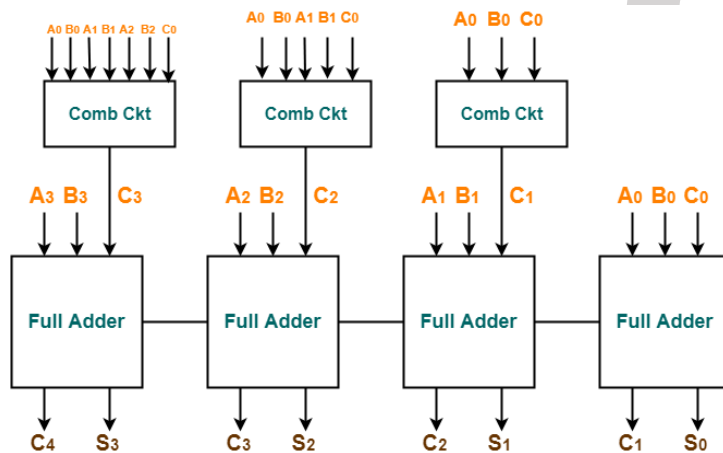 A0 B0 A1 B1 A2 B2 C0
A0 B0 A1 B1 C0
A0 B0 C0
Comb Ckt
Comb Ckt
Comb Ckt
A3 B3 C3
A2 B2 C2
A1 B1 C1
A0 B0 C0
Full Adder
Full Adder
Full Adder
Full Adder
C4 S3
C3 S2
C2 S1
C1 S0